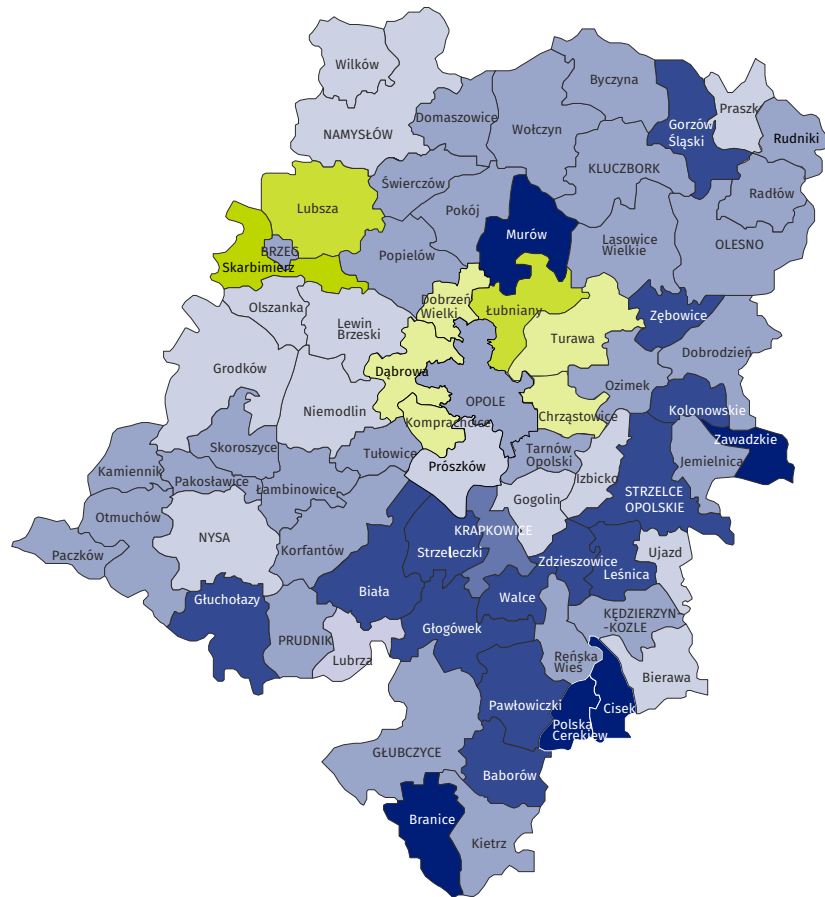 Wilków
Byczyna
Praszk
Domaszowice
Gorzów
Śląski
NAMYSŁÓW
Wołczyn
Rudniki
KLUCZBORK
Świerczów
Radłów
Lubsza
Pokój
Murów
Lasowice
Wielkie
OLESNO
BRZEG
Popielów
Skarbimierz
Olszanka
Dobrzeń
Wielki
Łubniany
Zębowice
Lewin
Brzeski
Turawa
Dobrodzień
Grodków
Dąbrowa
Ozimek
Niemodlin
OPOLE
Kolonowskie
Komprachcice
Chrząstowice
Skoroszyce
Zawadzkie
Tułowice
Tarnów
Opolski
Jemielnica
Kamiennik
Prószków
Pakosławice
Łambinowice
Izbicko
Gogolin
STRZELCE
OPOLSKIE
Otmuchów
KRAPKOWICE
NYSA
Korfantów
Strzeleczki
Ujazd
Paczków
Zdzieszowice
Leśnica
Głuchołazy
Biała
Walce
KĘDZIERZYN-
-KOZLE
Głogówek
PRUDNIK
Lubrza
Reńska
Wieś
Bierawa
Pawłowiczki
Cisek
Polska
Cerekiew
GŁUBCZYCE
Baborów
Branice
Kietrz